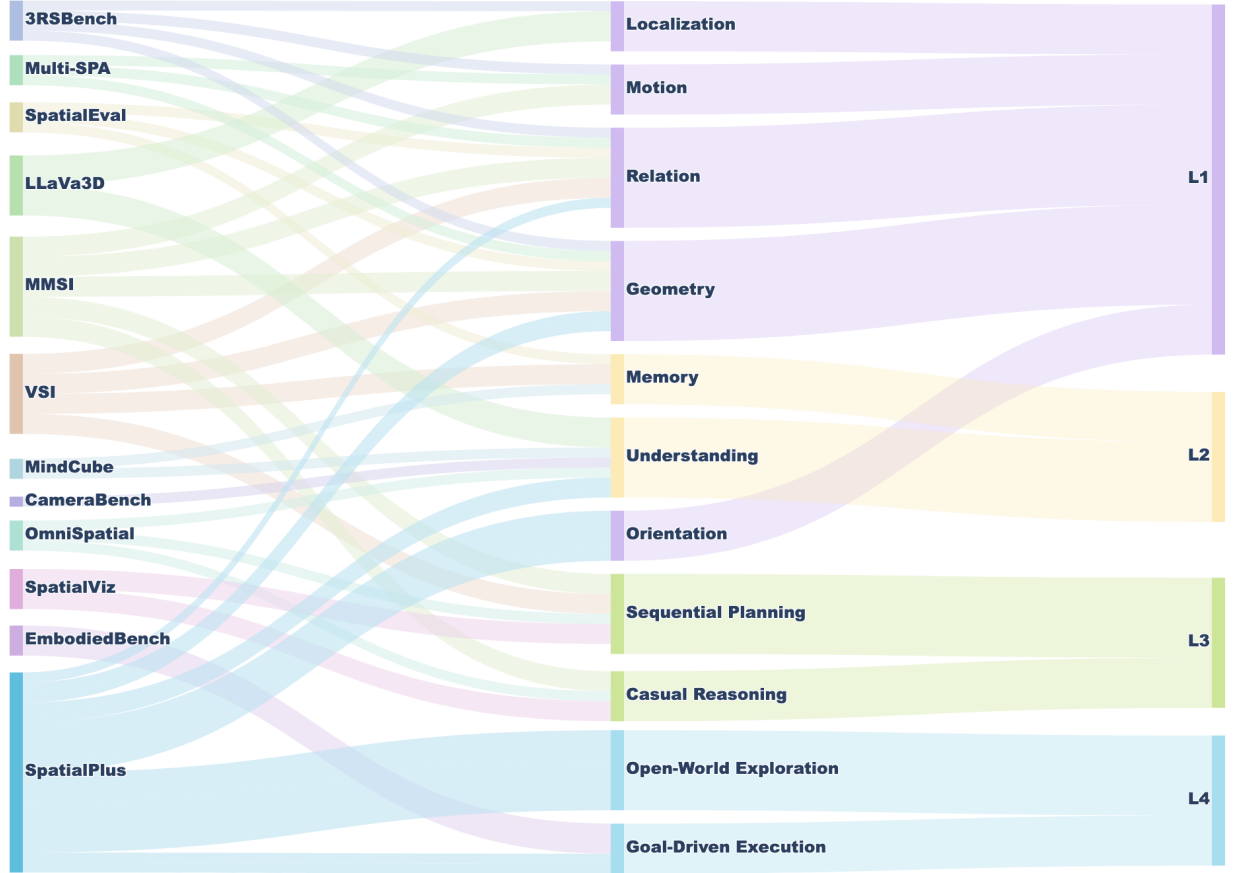 3RSBench
Multi-SPA
SpatialEval
LLaVa3D
MMSI
VSI
MindCube
CameraBench
OmniSpatial
SpatialViz
EmbodiedBench
SpatialPlus
Localization
Motion
Relation
Geometry
Memory
Understanding
Orientation
Sequential Planning
Casual Reasoning
Open-World Exploration
Goal-Driven Execution
L1
L2
L3
L4